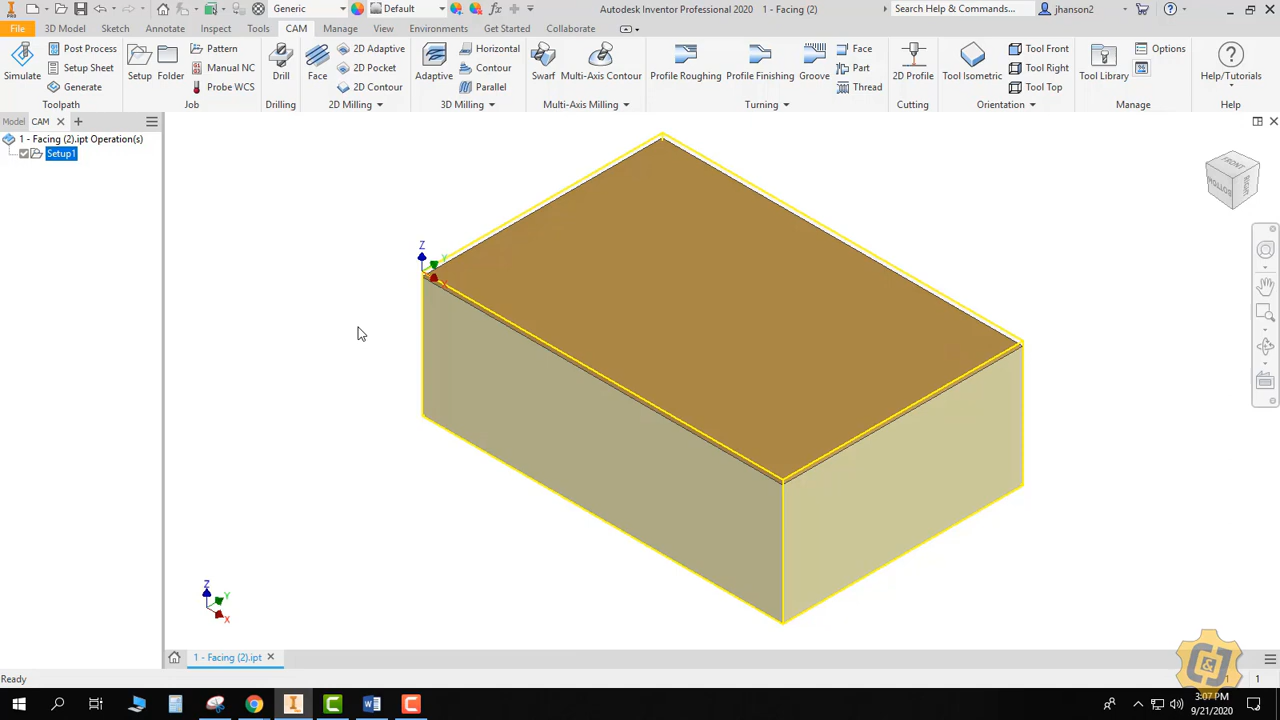 Generic
Default
Autodesk Inventor Professional 2020
1 - Facing (2)
Search Help & Commands...
jhanson2
File
3D Model
Sketch
Annotate
Inspect
Tools
CAM
Manage
View
Environments
Get Started
Collaborate
Simulate
Post Process
Setup Sheet
Generate
Toolpath
Setup
Folder
Pattern
Manual NC
Probe WCS
Job
Drill
Drilling
Face
2D Adaptive
2D Pocket
2D Contour
2D Milling
Adaptive
Horizontal
Contour
Parallel
3D Milling
Swarf
Multi-Axis Contour
Multi-Axis Milling
Profile Roughing
Profile Finishing
Groove
Face
Part
Thread
Turning
2D Profile
Cutting
Tool Isometric
Tool Front
Tool Right
Tool Top
Orientation
Tool Library
Options
Manage
Help/Tutorials
Help
Model
CAM
1 - Facing (2).ipt Operation(s)
Setup1
FRONT
BOTTOM
Z
Y
Z
Y
X
1 - Facing (2).ipt
Ready
C&J
1
1
3:07 PM
9/21/2020